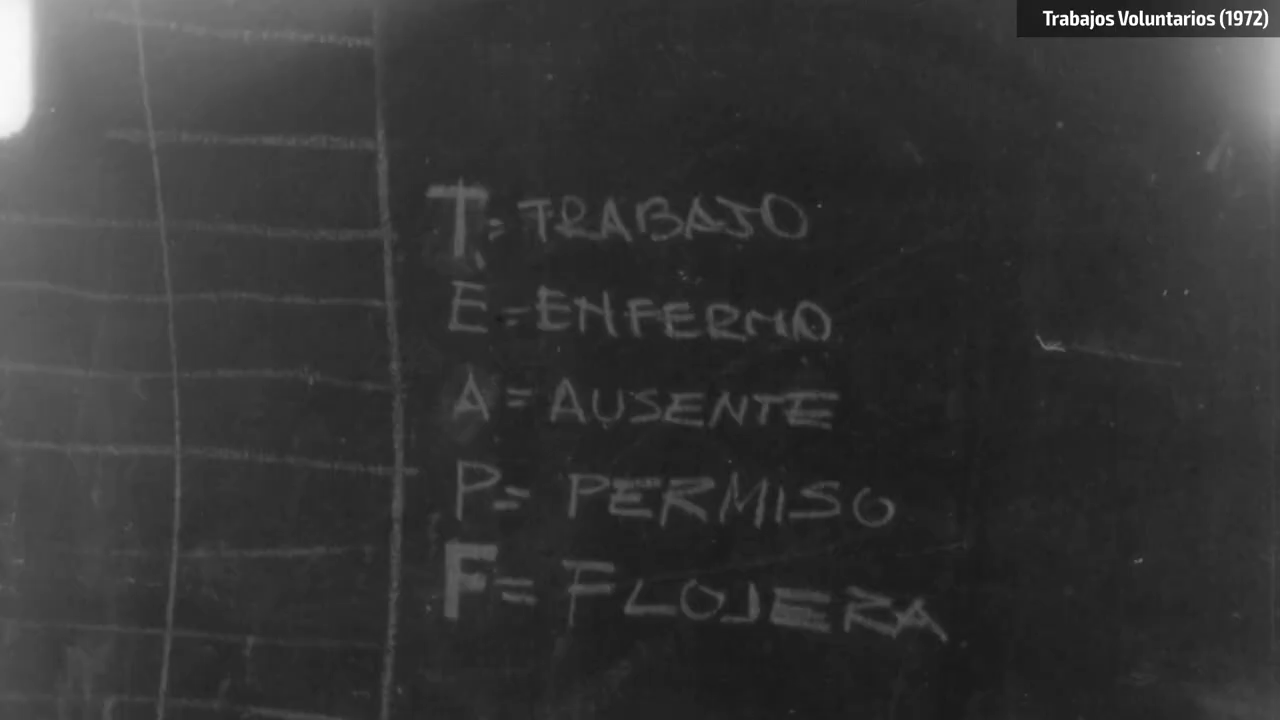 Trabajos Voluntarios (1972)
T= TRABAJO
E=ENFERMO
A=AUSENTE
P= PERMISO
F= FLOJERA